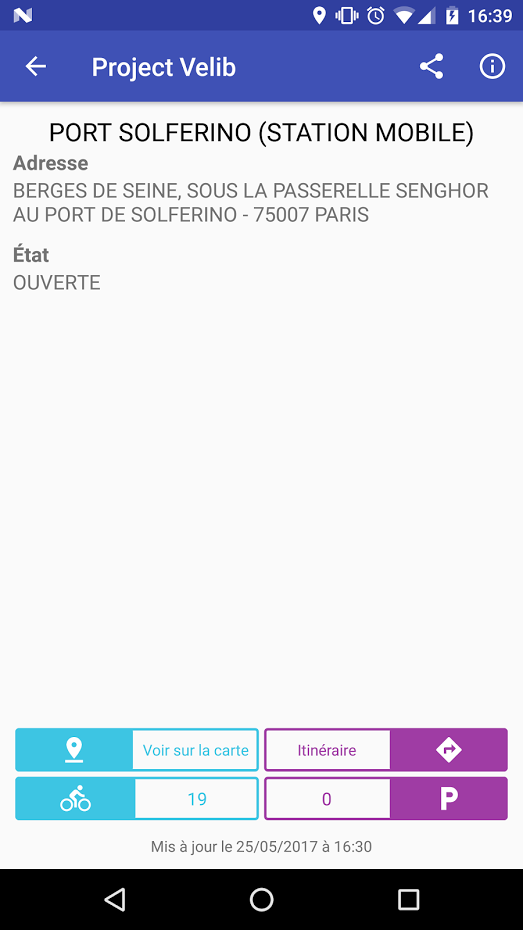 16:39
Project Velib
PORT SOLFERINO (STATION MOBILE)
Adresse
BERGES DE SEINE, SOUS LA PASSERELLE SENGHOR
AU PORT DE SOLFERINO - 75007 PARIS
État
OUVERTE
Voir sur la carte
Itinéraire
19
0
P
Mis à jour le 25/05/2017 à 16:30